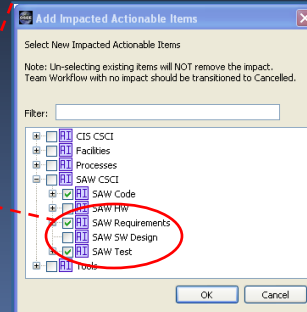 Add Impacted Actionable Items
Select New Impacted Actionable Items
Note: Un-selecting existing items will NOT remove the impact.
Team Workflow with no impact should be transitioned to Cancelled.
Filter:
AI CIS CSCI
AI Facilities
AI Processes
AI SAW CSCI
AI SAW Code
AI SAW HW
AI SAW Requirements
AI SAW SW Design
AI SAW Test
AI Tools
OK Cancel